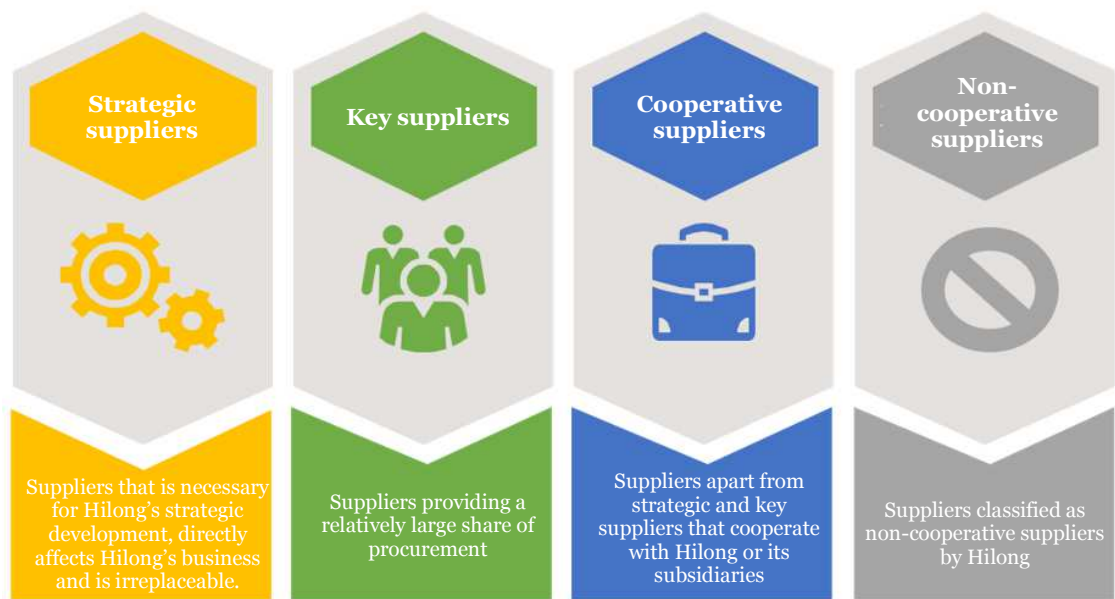 Strategic
suppliers
Key suppliers
Cooperative
suppliers
Non-
cooperative
suppliers
Suppliers that is necessary
for Hilong’s strategic
development, directly
affects Hilong’s business
and is irreplaceable.
Suppliers providing a
relatively large share of
procurement
Suppliers apart from
strategic and key
suppliers that cooperate
with Hilong or its
subsidiaries
Suppliers classified as
non-cooperative suppliers
by Hilong